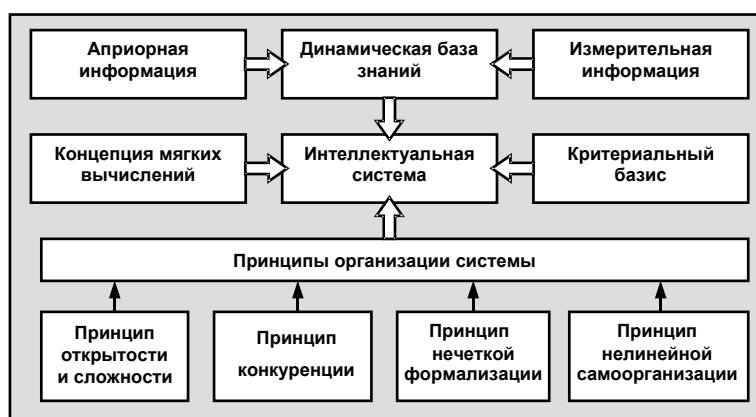 Априорная
информация
Динамическая база
знаний
Измерительная
информация
Концепция мягких
вычислений
Интеллектуальная
система
Критериальный
базис
Принципы организации системы
Принцип
открытости
и сложности
Принцип
конкуренции
Принцип
нечеткой
формализации
Принцип
нелинейной
самоорганизации